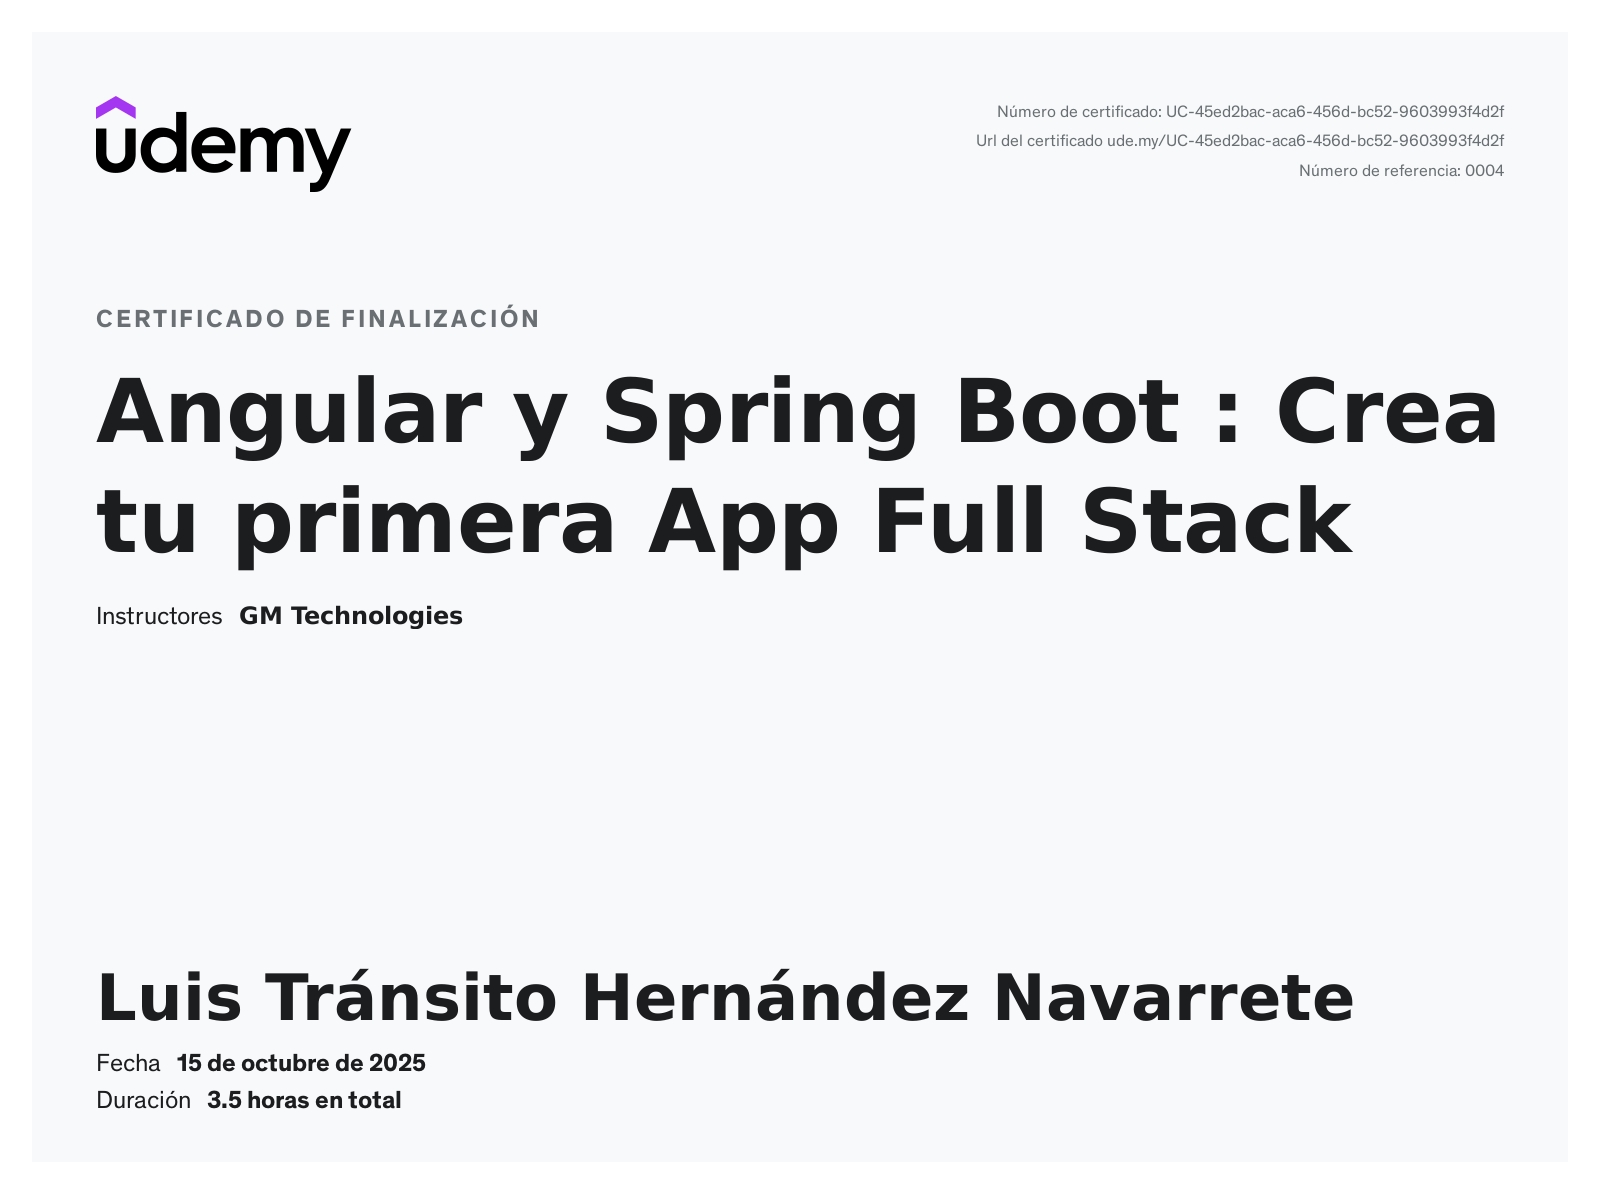 udemy
Número de certificado: UC-45ed2bac-aca6-456d-bc52-9603993f4d2f
Url del certificado ude.my/UC-45ed2bac-aca6-456d-bc52-9603993f4d2f
Número de referencia: 0004
CERTIFICADO DE FINALIZACIÓN
Angular y Spring Boot : Crea
tu primera App Full Stack
Instructores GM Technologies
Luis Tránsito Hernández Navarrete
Fecha 15 de octubre de 2025
Duración 3.5 horas en total